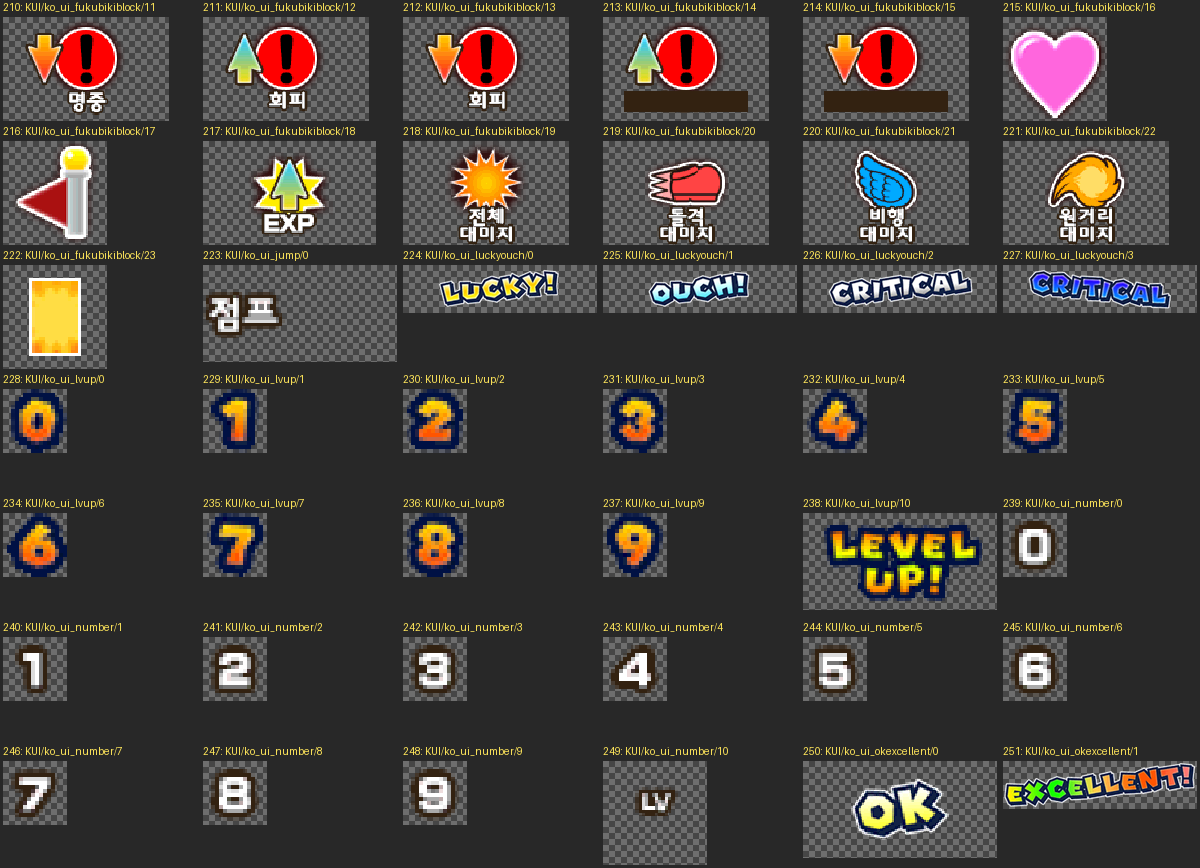 210: KUI/ko_ui_fukubikiblock/11
211: KUI/ko_ui_fukubikiblock/12
212: KUI/ko_ui_fukubikiblock/13
213: KUI/ko_ui_fukubikiblock/14
214: KUI/ko_ui_fukubikiblock/15
215: KUI/ko_ui_fukubikiblock/16
명중
회피
회피
216: KUI/ko_ui_fukubikiblock/17
217: KUI/ko_ui_fukubikiblock/18
218: KUI/ko_ui_fukubikiblock/19
219: KUI/ko_ui_fukubikiblock/20
220: KUI/ko_ui_fukubikiblock/21
221: KUI/ko_ui_fukubikiblock/22
EXP
전체
대미지
돌격
대미지
비행
대미지
원거리
대미지
222: KUI/ko_ui_fukubikiblock/23
223: KUI/ko_ui_jump/0
224: KUI/ko_ui_luckyouch/0
225: KUI/ko_ui_luckyouch/1
226: KUI/ko_ui_luckyouch/2
227: KUI/ko_ui_luckyouch/3
점프
LUCKY!
OUCH!
CRITICAL
CRITICAL
228: KUI/ko_ui_lvup/0
229: KUI/ko_ui_lvup/1
230: KUI/ko_ui_lvup/2
231: KUI/ko_ui_lvup/3
232: KUI/ko_ui_lvup/4
233: KUI/ko_ui_lvup/5
0
1
2
3
4
5
234: KUI/ko_ui_lvup/6
235: KUI/ko_ui_lvup/7
236: KUI/ko_ui_lvup/8
237: KUI/ko_ui_lvup/9
238: KUI/ko_ui_lvup/10
239: KUI/ko_ui_number/0
6
7
8
9
LEVEL
UP!
0
240: KUI/ko_ui_number/1
241: KUI/ko_ui_number/2
242: KUI/ko_ui_number/3
243: KUI/ko_ui_number/4
244: KUI/ko_ui_number/5
245: KUI/ko_ui_number/6
1
2
3
4
5
6
246: KUI/ko_ui_number/7
247: KUI/ko_ui_number/8
248: KUI/ko_ui_number/9
249: KUI/ko_ui_number/10
250: KUI/ko_ui_okexcellent/0
251: KUI/ko_ui_okexcellent/1
7
8
9
LV
OK
EXCELLENT!